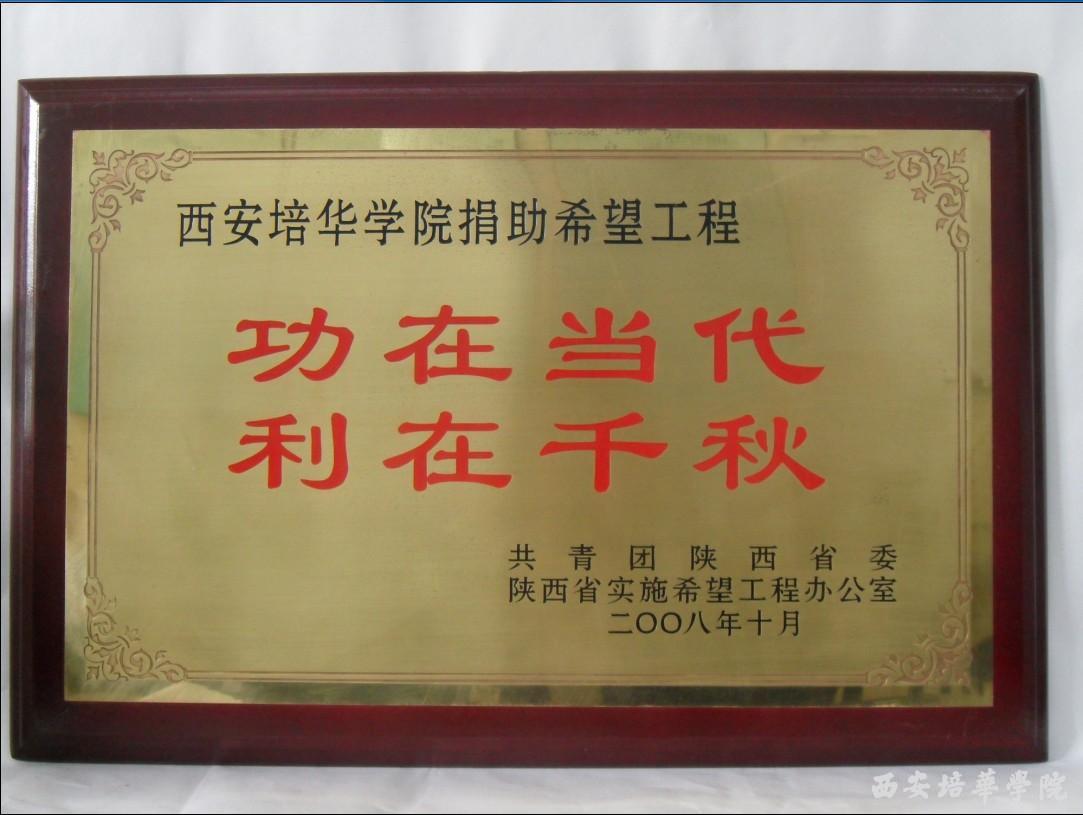 西安培华学院捐助希望工程
功在当代
利在千秋
共青团陕西省委
陕西省实施希望工程办公室
二〇〇八年十月
西安培華學院